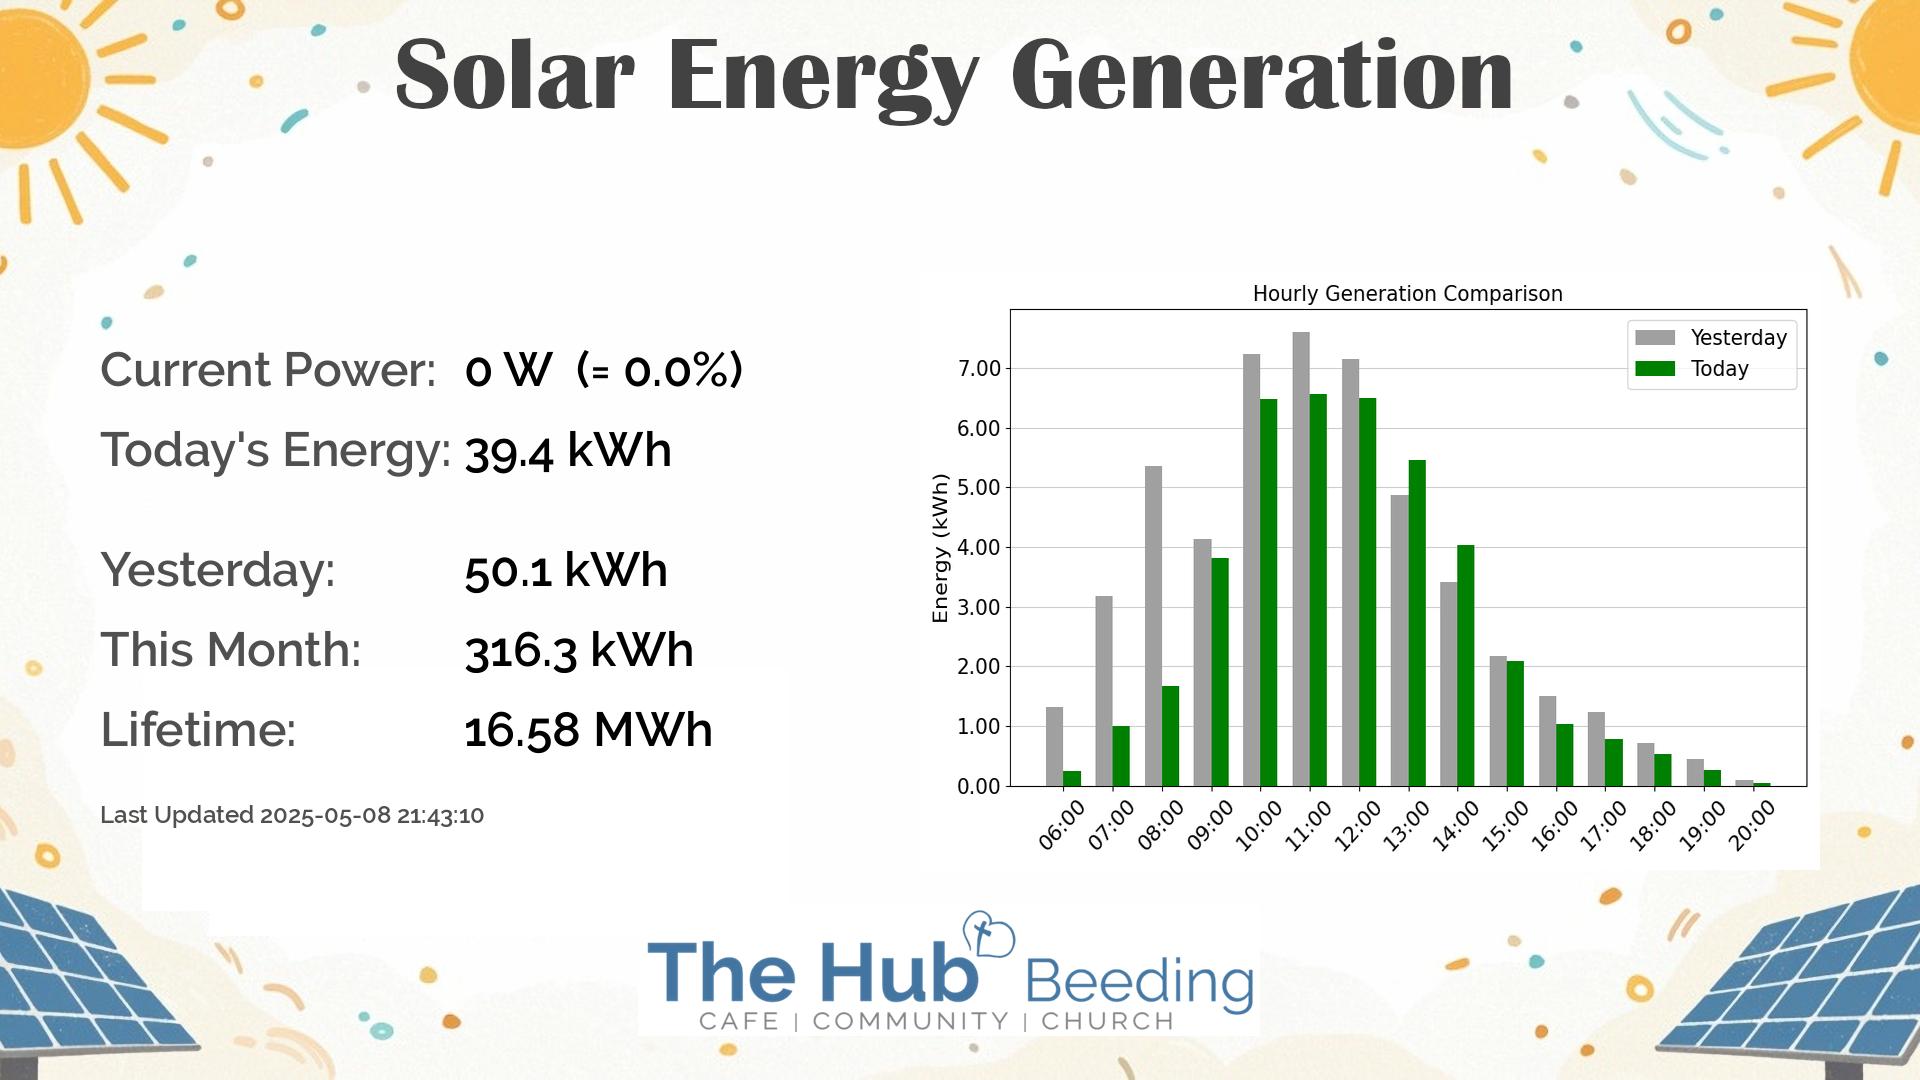 Solar Energy Generation
Current Power: 0 W (= 0.0%)
Today's Energy: 39.4 kWh
Yesterday: 50.1 kWh
This Month: 316.3 kWh
Lifetime: 16.58 MWh
Last Updated 2025-05-08 21:43:10
Hourly Generation Comparison
Yesterday
Today
Energy (kWh)
7.00
6.00
5.00
4.00
3.00
2.00
1.00
0.00
06:00 07:00 08:00 09:00 10:00 11:00 12:00 13:00 14:00 15:00 16:00 17:00 18:00 19:00 20:00
The Hub Beeding
CAFE | COMMUNITY | CHURCH